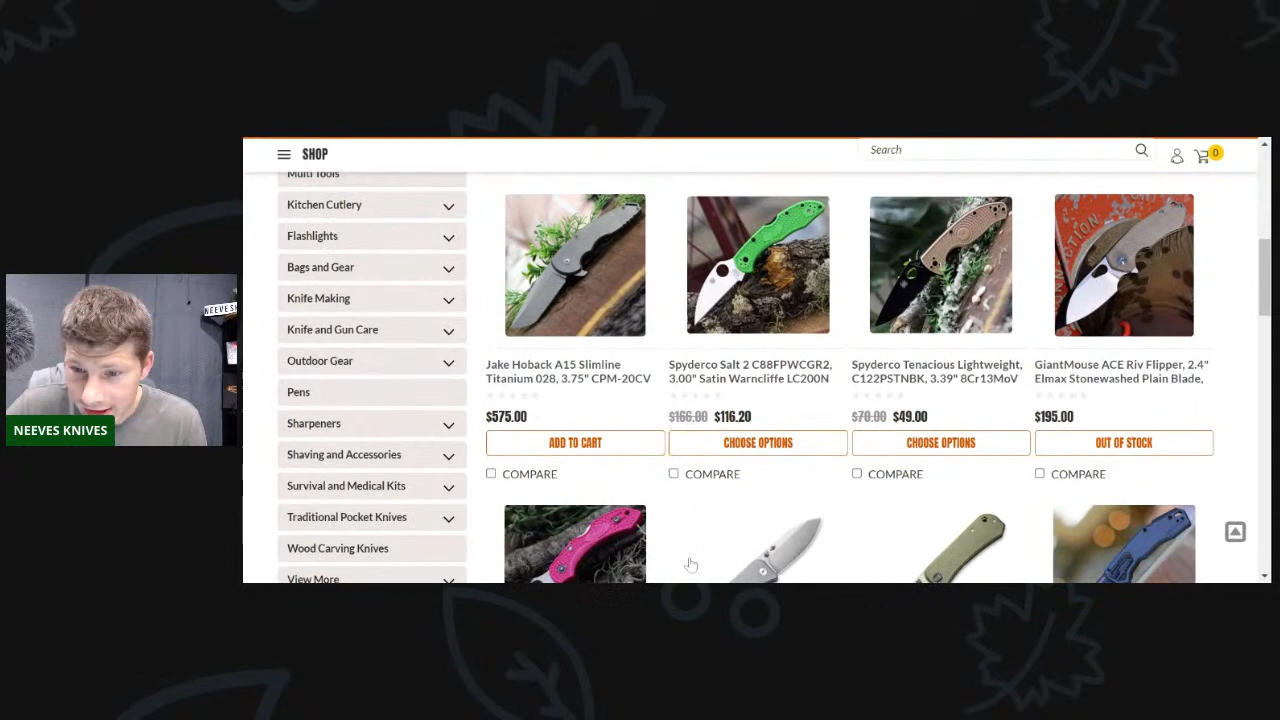 SHOP
Search
0
Multi Tools
Kitchen Cutlery
Flashlights
Bags and Gear
Knife Making
Knife and Gun Care
Outdoor Gear
Pens
Sharpeners
Shaving and Accessories
Survival and Medical Kits
Traditional Pocket Knives
Wood Carving Knives
View More
Jake Hoback A15 Slimline
Titanium 028, 3.75" CPM-20CV
$575.00
ADD TO CART
COMPARE
Spyderco Salt 2 C88FPWCGR2,
3.00" Satin Warncliffe LC200N
$166.00 $116.20
CHOOSE OPTIONS
COMPARE
Spyderco Tenacious Lightweight,
C122PSTNBK, 3.39" 8Cr13MoV
$70.00 $49.00
CHOOSE OPTIONS
COMPARE
GiantMouse ACE Riv Flipper, 2.4"
Elmax Stonewashed Plain Blade,
$195.00
OUT OF STOCK
COMPARE
NEEVES KNIVES